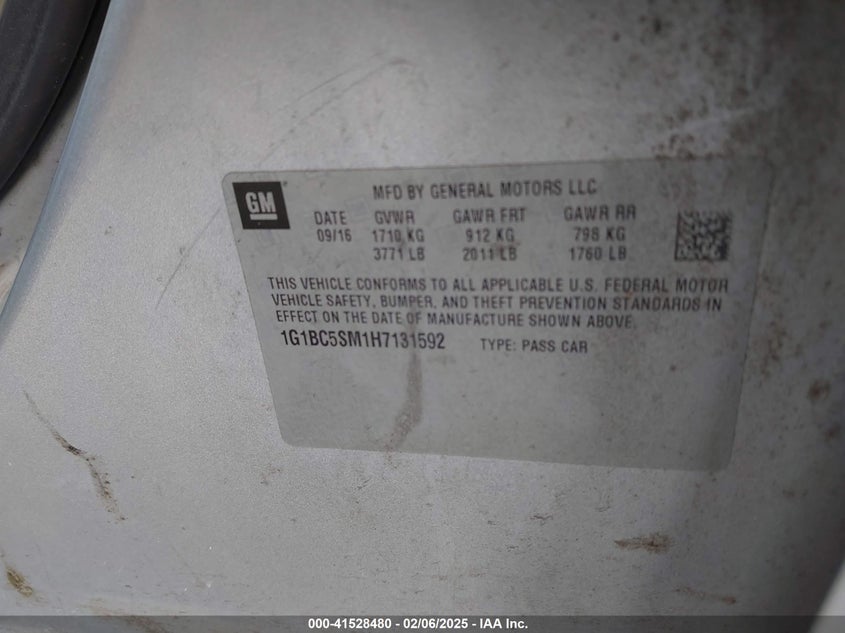 GM
MFD BY GENERAL MOTORS LLC
DATE GVWR GAWR FRT GAWR RR
09/16 1710 KG 912 KG 798 KG
3771 LB 2011 LB 1760 LB
THIS VEHICLE CONFORMS TO ALL APPLICABLE U.S. FEDERAL MOTOR
VEHICLE SAFETY, BUMPER, AND THEFT PREVENTION STANDARDS IN
EFFECT ON THE DATE OF MANUFACTURE SHOWN ABOVE.
1G1BC5SM1H7131592 TYPE: PASS CAR
000-41528480 - 02/06/2025 - IAA Inc.